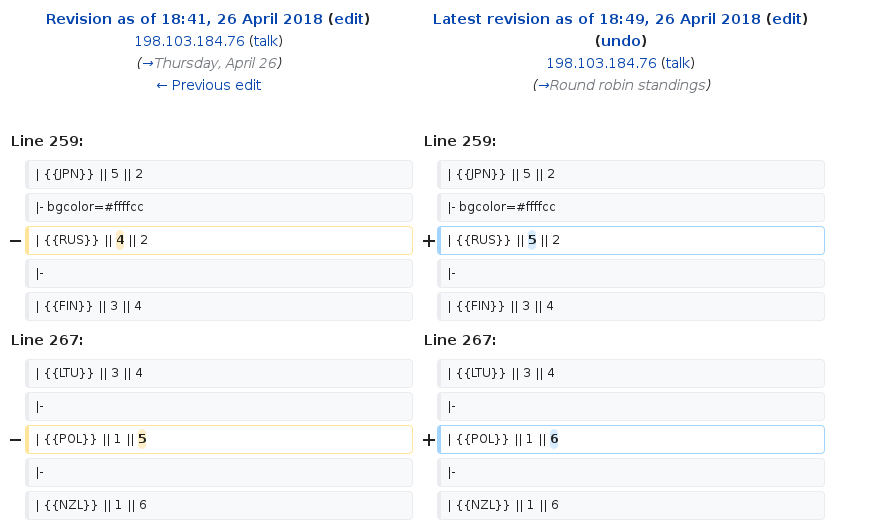 Revision as of 18:41, 26 April 2018 (edit)
198.103.184.76 (talk)
(→Thursday, April 26)
← Previous edit
Latest revision as of 18:49, 26 April 2018 (edit)
(undo)
198.103.184.76 (talk)
(→Round robin standings)
Line 259:
Line 259:
| {{JPN}} || 5 || 2
| {{JPN}} || 5 || 2
|- bgcolor=#ffffcc
|- bgcolor=#ffffcc
− | {{RUS}} || 4 || 2
+ | {{RUS}} || 5 || 2
|-
|-
| {{FIN}} || 3 || 4
| {{FIN}} || 3 || 4
Line 267:
Line 267:
| {{LTU}} || 3 || 4
| {{LTU}} || 3 || 4
|-
|-
− | {{POL}} || 1 || 5
+ | {{POL}} || 1 || 6
|-
|-
| {{NZL}} || 1 || 6
| {{NZL}} || 1 || 6